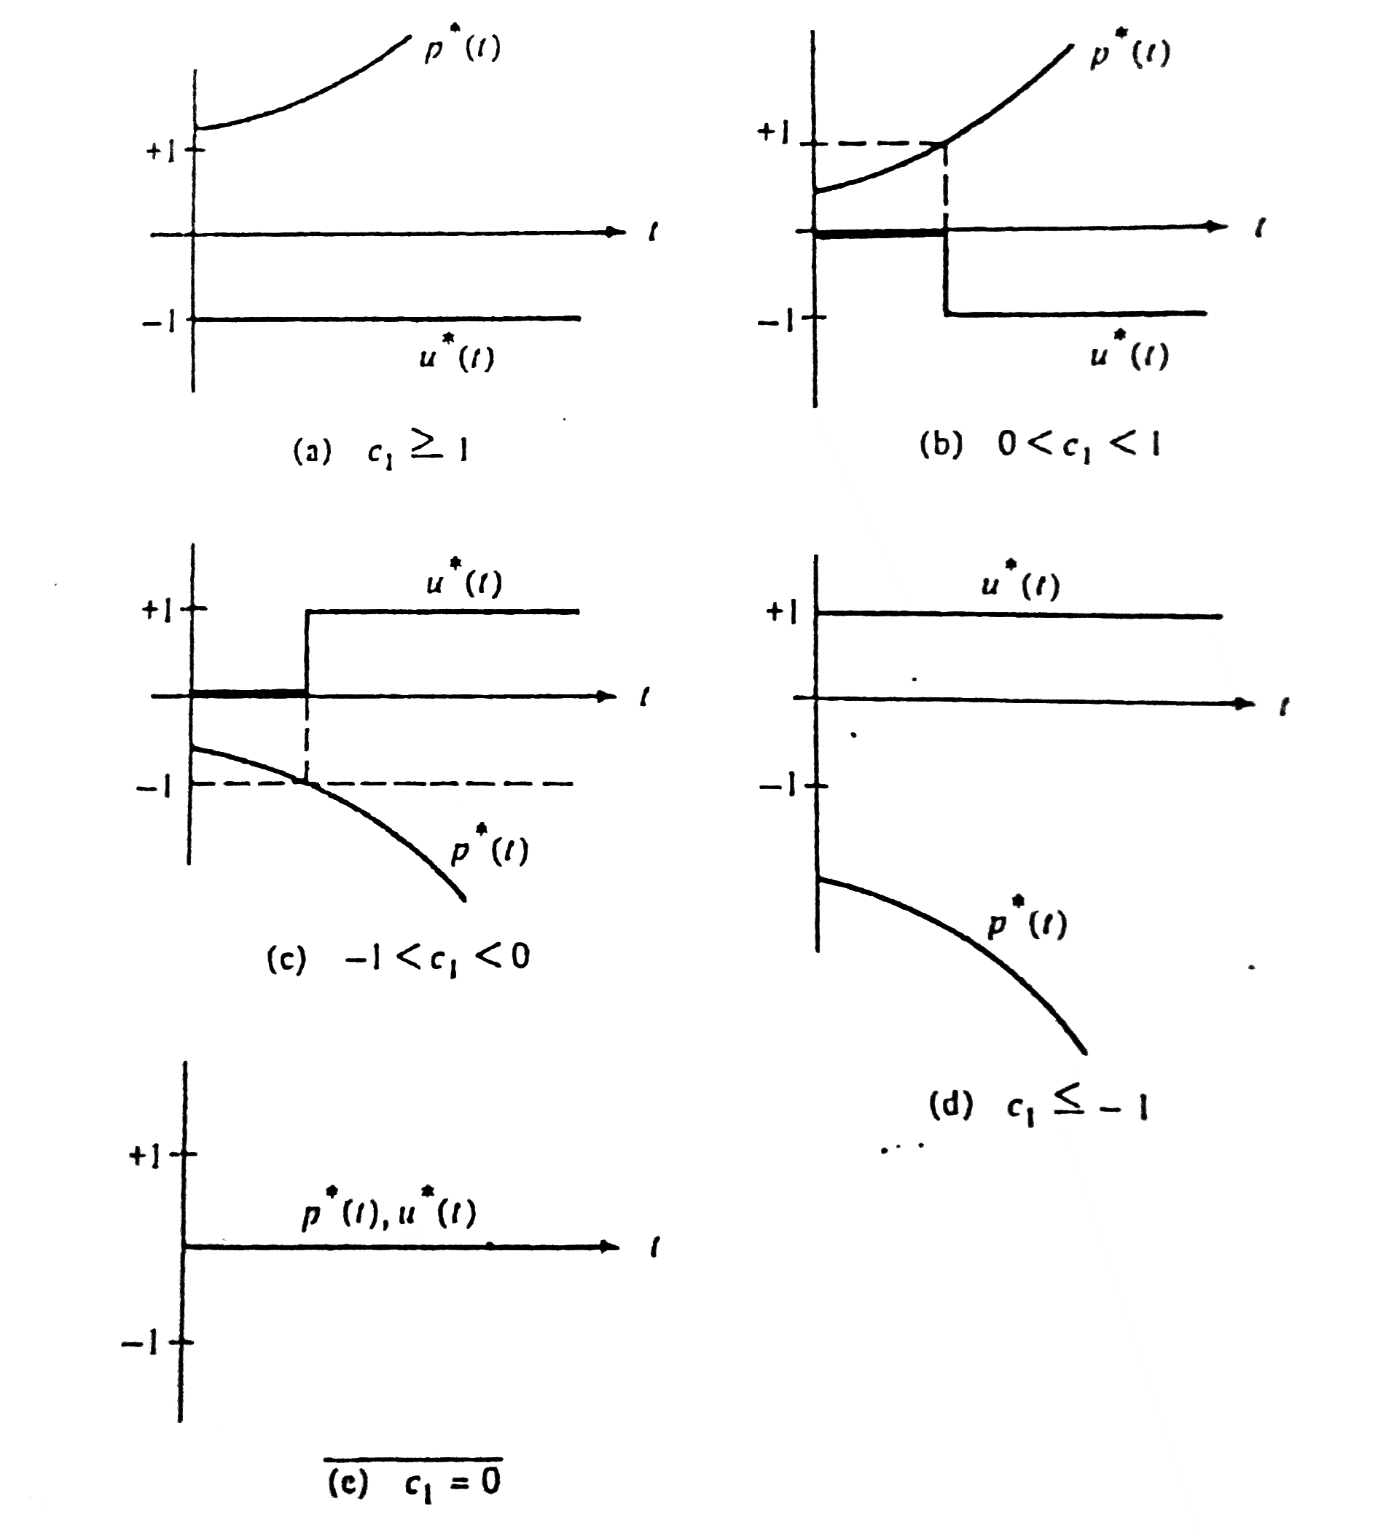 p*(t)
+1
t
−1
u*(t)
(a) c₁ ≥ 1
p*(t)
+1
t
−1
u*(t)
(b) 0 < c₁ < 1
u*(t)
+1
t
−1
p*(t)
(c) −1 < c₁ < 0
u*(t)
+1
t
−1
p*(t)
(d) c₁ ≤ −1
+1
p*(t), u*(t)
t
−1
(e) c₁ = 0